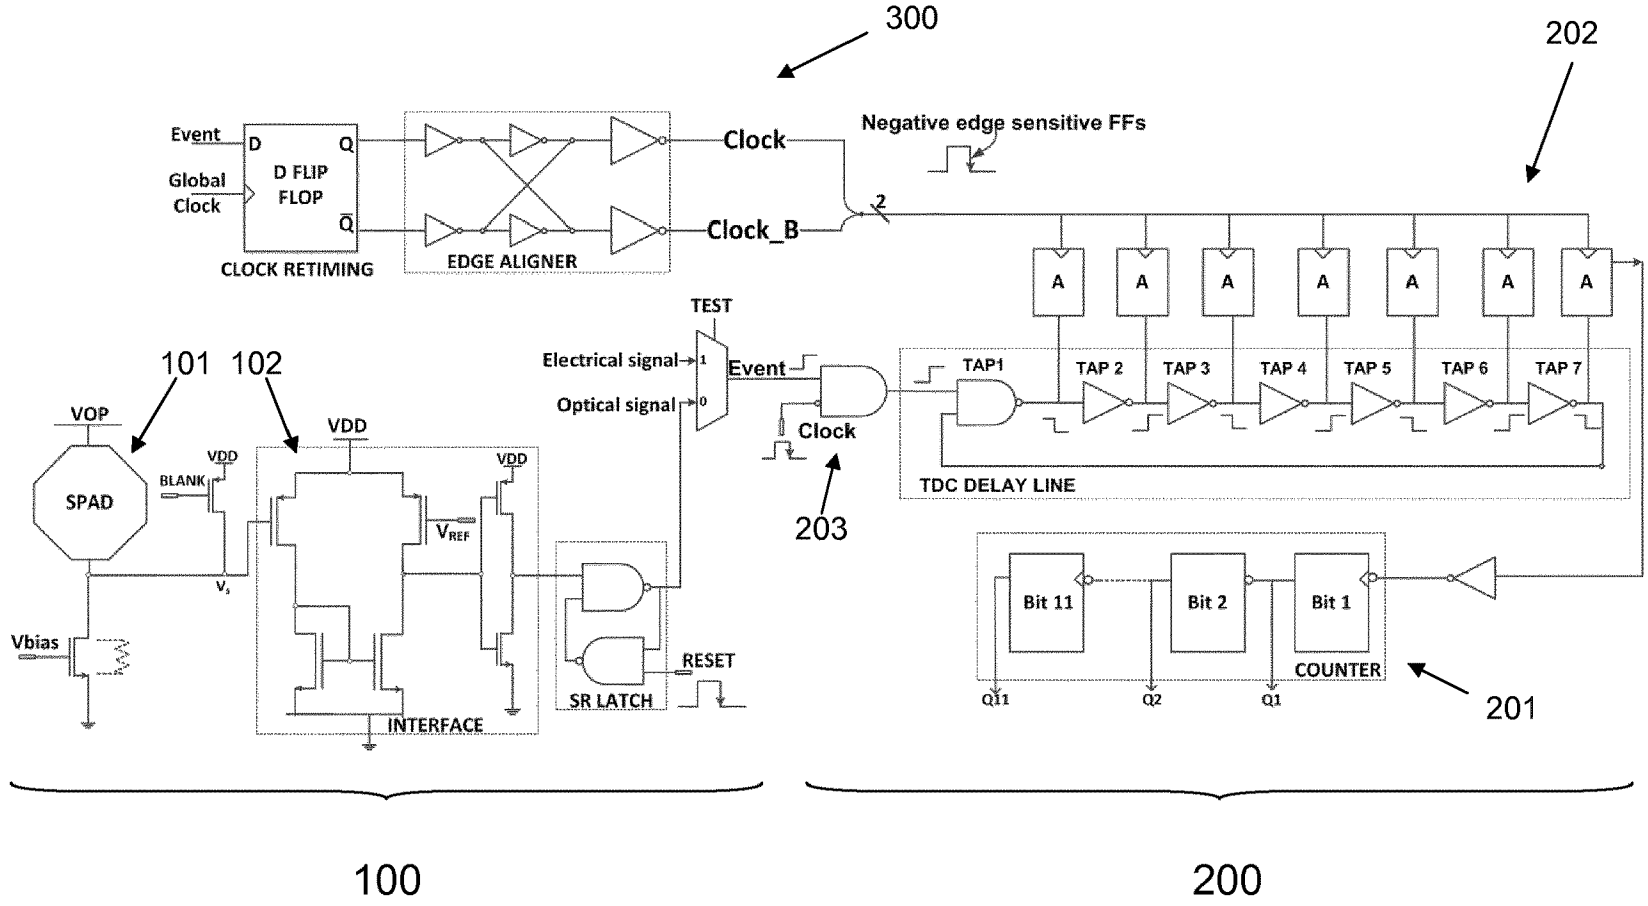 300
202
Negative edge sensitive FFs
Event
D
Q
D FLIP
FLOP
Global
Clock
Q̅
CLOCK RETIMING
EDGE ALIGNER
Clock
Clock_B
2
A
A
A
A
A
A
A
TEST
Electrical signal
1
Optical signal
0
Event
Clock
203
TAP1
TAP 2
TAP 3
TAP 4
TAP 5
TAP 6
TAP 7
TDC DELAY LINE
101
102
VOP
SPAD
VDD
BLANK
Vs
Vbias
VDD
VREF
VDD
INTERFACE
SR LATCH
RESET
Bit 11
Bit 2
Bit 1
COUNTER
Q11
Q2
Q1
201
100
200